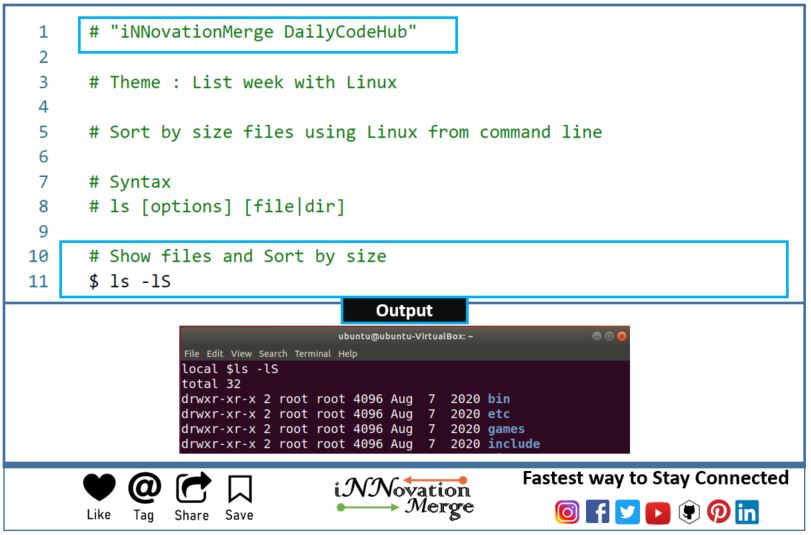 1 # "iNNovationMerge DailyCodeHub"
2
3 # Theme : List week with Linux
4
5 # Sort by size files using Linux from command line
6
7 # Syntax
8 # ls [options] [file|dir]
9
10 # Show files and Sort by size
11 $ ls -lS
Output
ubuntu@ubuntu-VirtualBox: ~
File Edit View Search Terminal Help
local $ls -lS
total 32
drwxr-xr-x 2 root root 4096 Aug  7  2020 bin
drwxr-xr-x 2 root root 4096 Aug  7  2020 etc
drwxr-xr-x 2 root root 4096 Aug  7  2020 games
drwxr-xr-x 2 root root 4096 Aug  7  2020 include
Like Tag Share Save
iNNovation
Merge
Fastest way to Stay Connected